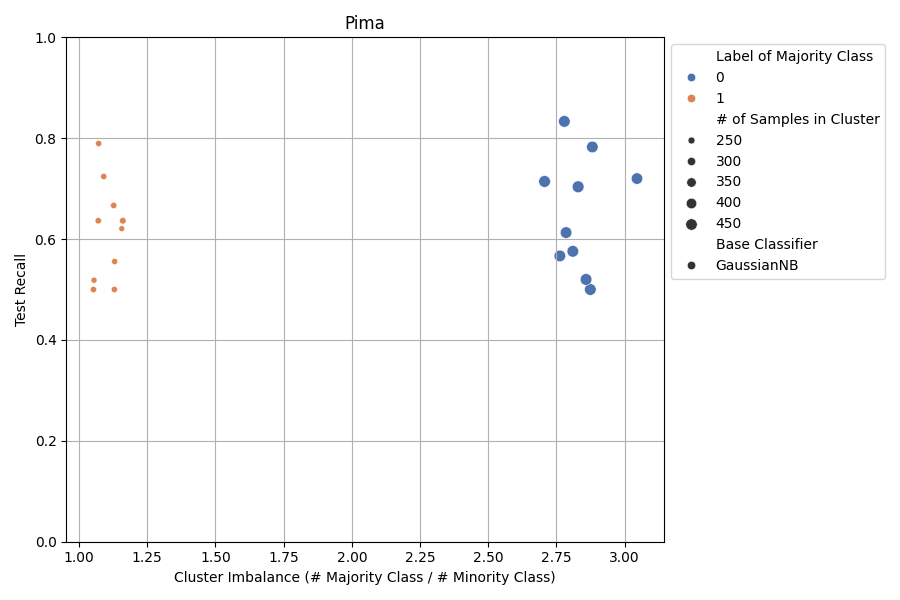 Pima
1.0
0.8
0.6
0.4
0.2
0.0
Test Recall
1.00 1.25 1.50 1.75 2.00 2.25 2.50 2.75 3.00
Cluster Imbalance (# Majority Class / # Minority Class)
Label of Majority Class
0
1
# of Samples in Cluster
250
300
350
400
450
Base Classifier
GaussianNB